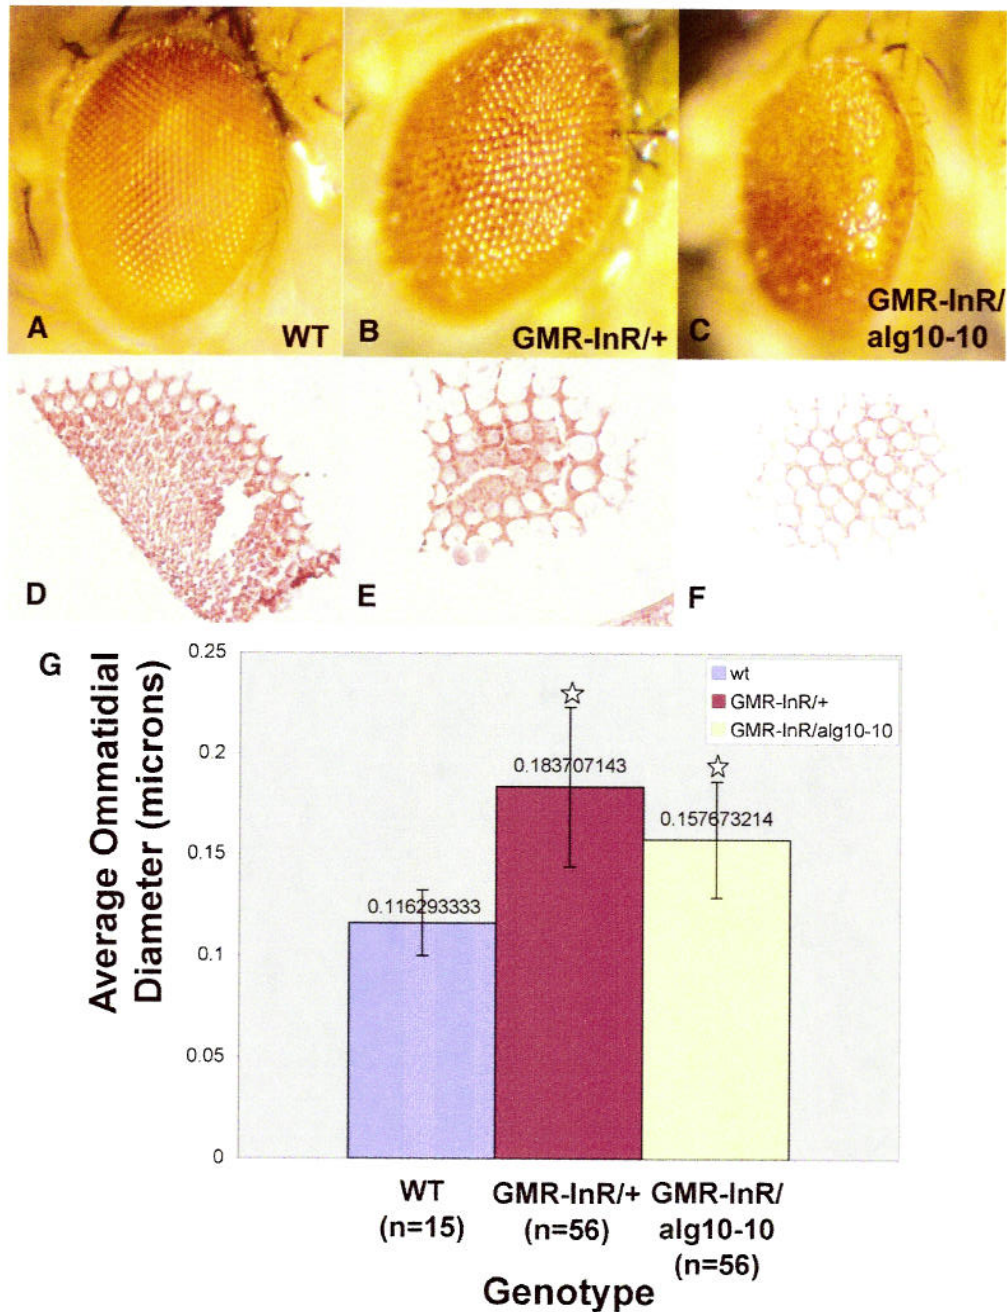 A
WT
B
GMR-InR/+
C
GMR-InR/
alg10-10
D
E
F
G
Average Ommatidial
Diameter (microns)
0.25
0.2
0.15
0.1
0.05
0
wt
GMR-InR/+
GMR-InR/alg10-10
0.116293333
0.183707143
0.157673214
WT
(n=15)
GMR-InR/+
(n=56)
GMR-InR/
alg10-10
(n=56)
Genotype